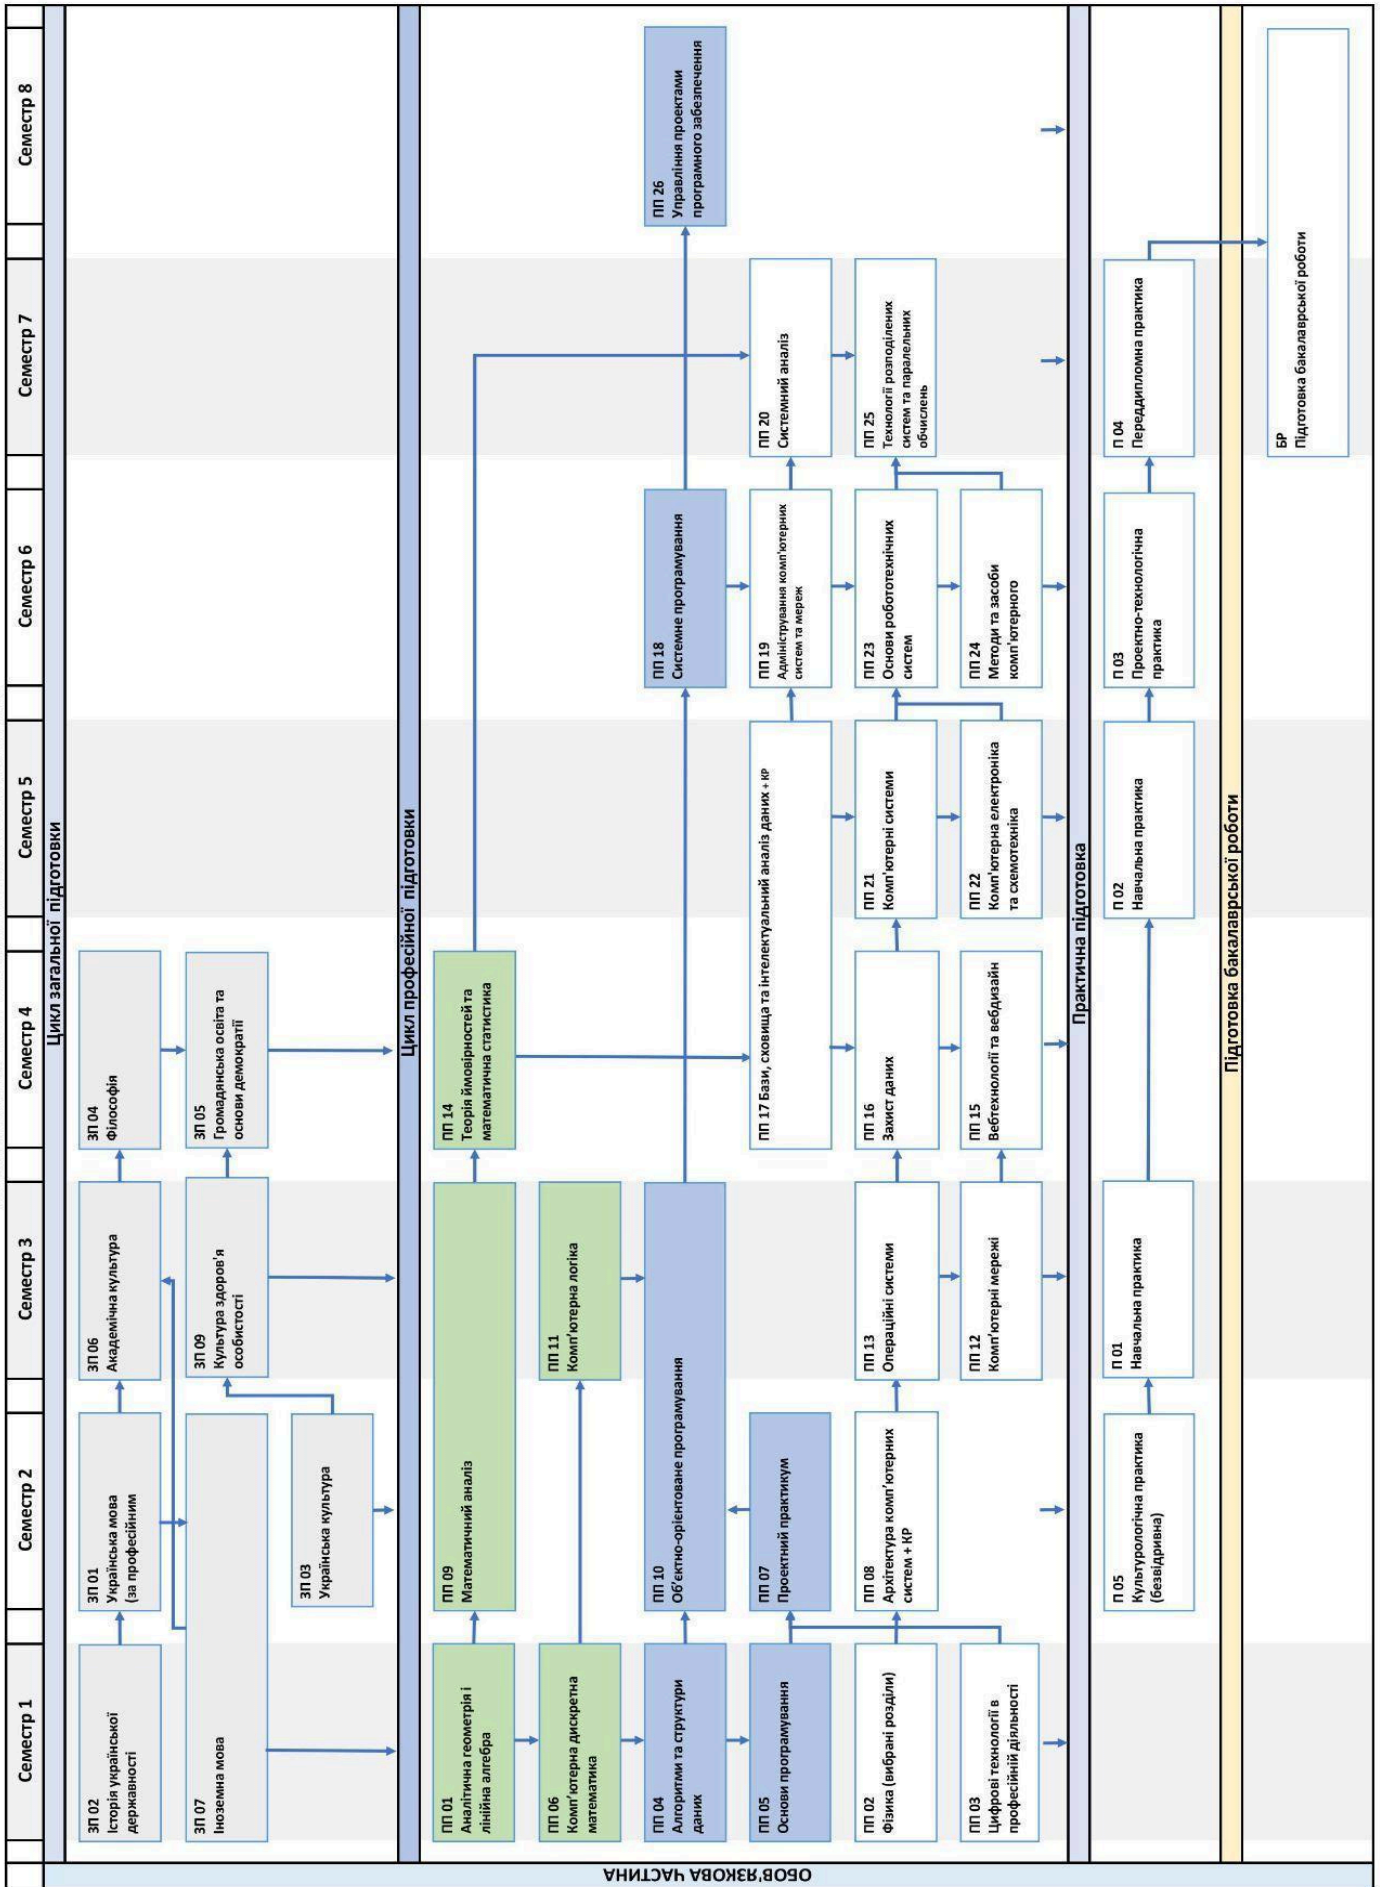 Семестр 1
Семестр 2
Семестр 3
Семестр 4
Семестр 5
Семестр 6
Семестр 7
Семестр 8
ОБОВ'ЯЗКОВА ЧАСТИНА
Цикл загальної підготовки
ЗП 02
Історія української
державності
ЗП 01
Українська мова
(за професійним
ЗП 06
Академічна культура
ЗП 04
Філософія
ЗП 07
Іноземна мова
ЗП 09
Культура здоров'я
особистості
ЗП 05
Громадянська освіта та
основи демократії
ЗП 03
Українська культура
Цикл професійної підготовки
ПП 01
Аналітична геометрія і
лінійна алгебра
ПП 09
Математичний аналіз
ПП 14
Теорія ймовірностей та
математична статистика
ПП 06
Комп'ютерна дискретна
математика
ПП 11
Комп'ютерна логіка
ПП 04
Алгоритми та структури
даних
ПП 10
Об'єктно-орієнтоване програмування
ПП 18
Системне програмування
ПП 26
Управління проектами
програмного забезпечення
ПП 05
Основи програмування
ПП 07
Проектний практикум
ПП 17 Бази, сховища та інтелектуальний аналіз даних + КР
ПП 19
Адміністрування комп'ютерних
систем та мереж
ПП 20
Системний аналіз
ПП 02
Фізика (вибрані розділи)
ПП 08
Архітектура комп'ютерних
систем + КР
ПП 13
Операційні системи
ПП 16
Захист даних
ПП 21
Комп'ютерні системи
ПП 23
Основи робототехнічних
систем
ПП 25
Технології розподілених
систем та паралельних
обчислень
ПП 03
Цифрові технології в
професійній діяльності
ПП 12
Комп'ютерні мережі
ПП 15
Вебтехнології та вебдизайн
ПП 22
Комп'ютерна електроніка
та схемотехніка
ПП 24
Методи та засоби
комп'ютерного
Практична підготовка
П 05
Культурологічна практика
(безвідривна)
П 01
Навчальна практика
П 02
Навчальна практика
П 03
Проектно-технологічна
практика
П 04
Переддипломна практика
Підготовка бакалаврської роботи
БР
Підготовка бакалаврської роботи